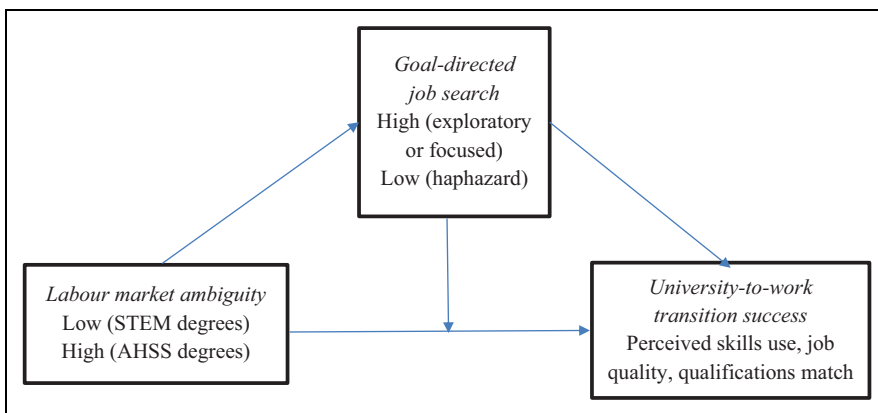 Goal-directed
job search
High (exploratory
or focused)
Low (haphazard)
Labour market ambiguity
Low (STEM degrees)
High (AHSS degrees)
University-to-work
transition success
Perceived skills use, job
quality, qualifications match